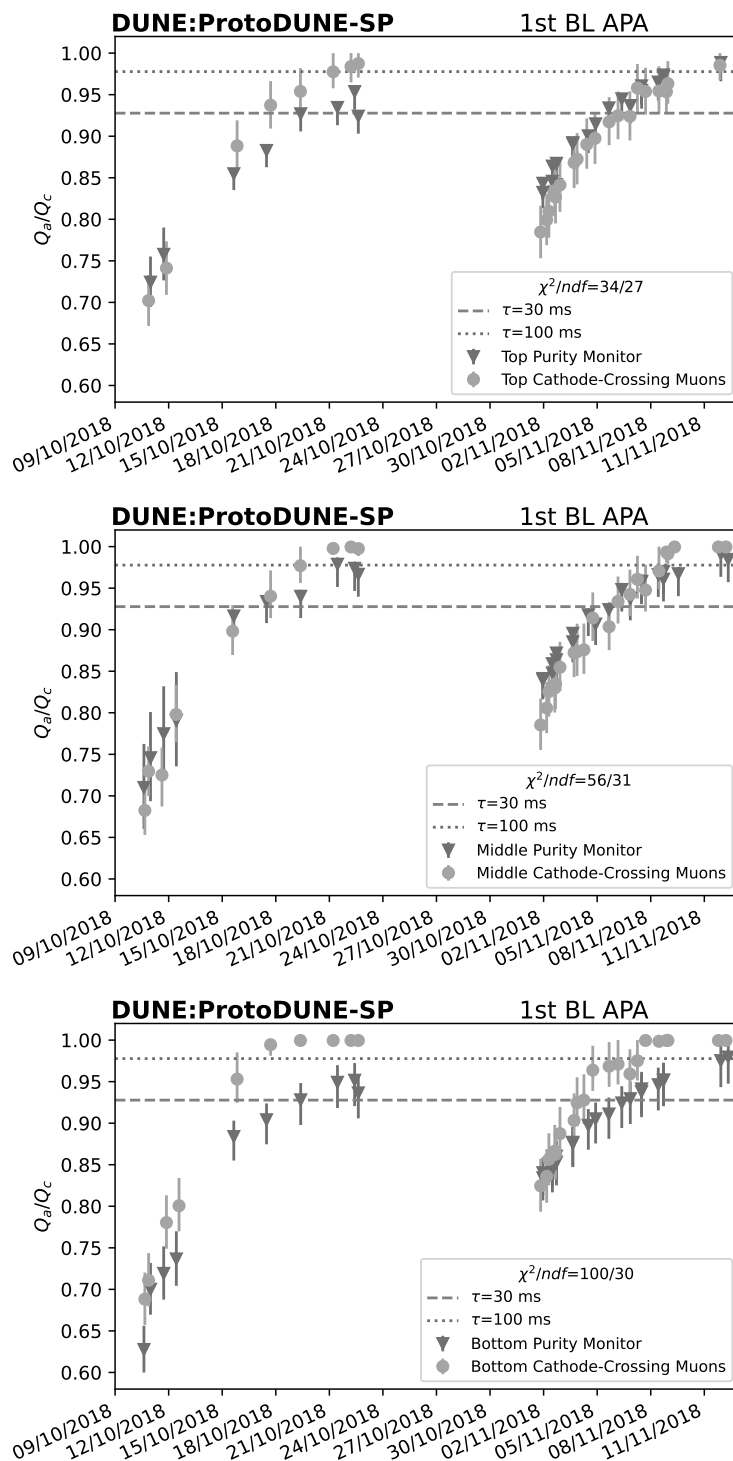 DUNE:ProtoDUNE-SP 1st BL APA
1.00
0.95
0.90
0.85
0.80
0.75
0.70
0.65
0.60
Qa/Qc
χ²/ndf=34/27
τ=30 ms
τ=100 ms
Top Purity Monitor
Top Cathode-Crossing Muons
09/10/2018 12/10/2018 15/10/2018 18/10/2018 21/10/2018 24/10/2018 27/10/2018 30/10/2018 02/11/2018 05/11/2018 08/11/2018 11/11/2018
DUNE:ProtoDUNE-SP 1st BL APA
1.00
0.95
0.90
0.85
0.80
0.75
0.70
0.65
0.60
Qa/Qc
χ²/ndf=56/31
τ=30 ms
τ=100 ms
Middle Purity Monitor
Middle Cathode-Crossing Muons
09/10/2018 12/10/2018 15/10/2018 18/10/2018 21/10/2018 24/10/2018 27/10/2018 30/10/2018 02/11/2018 05/11/2018 08/11/2018 11/11/2018
DUNE:ProtoDUNE-SP 1st BL APA
1.00
0.95
0.90
0.85
0.80
0.75
0.70
0.65
0.60
Qa/Qc
χ²/ndf=100/30
τ=30 ms
τ=100 ms
Bottom Purity Monitor
Bottom Cathode-Crossing Muons
09/10/2018 12/10/2018 15/10/2018 18/10/2018 21/10/2018 24/10/2018 27/10/2018 30/10/2018 02/11/2018 05/11/2018 08/11/2018 11/11/2018